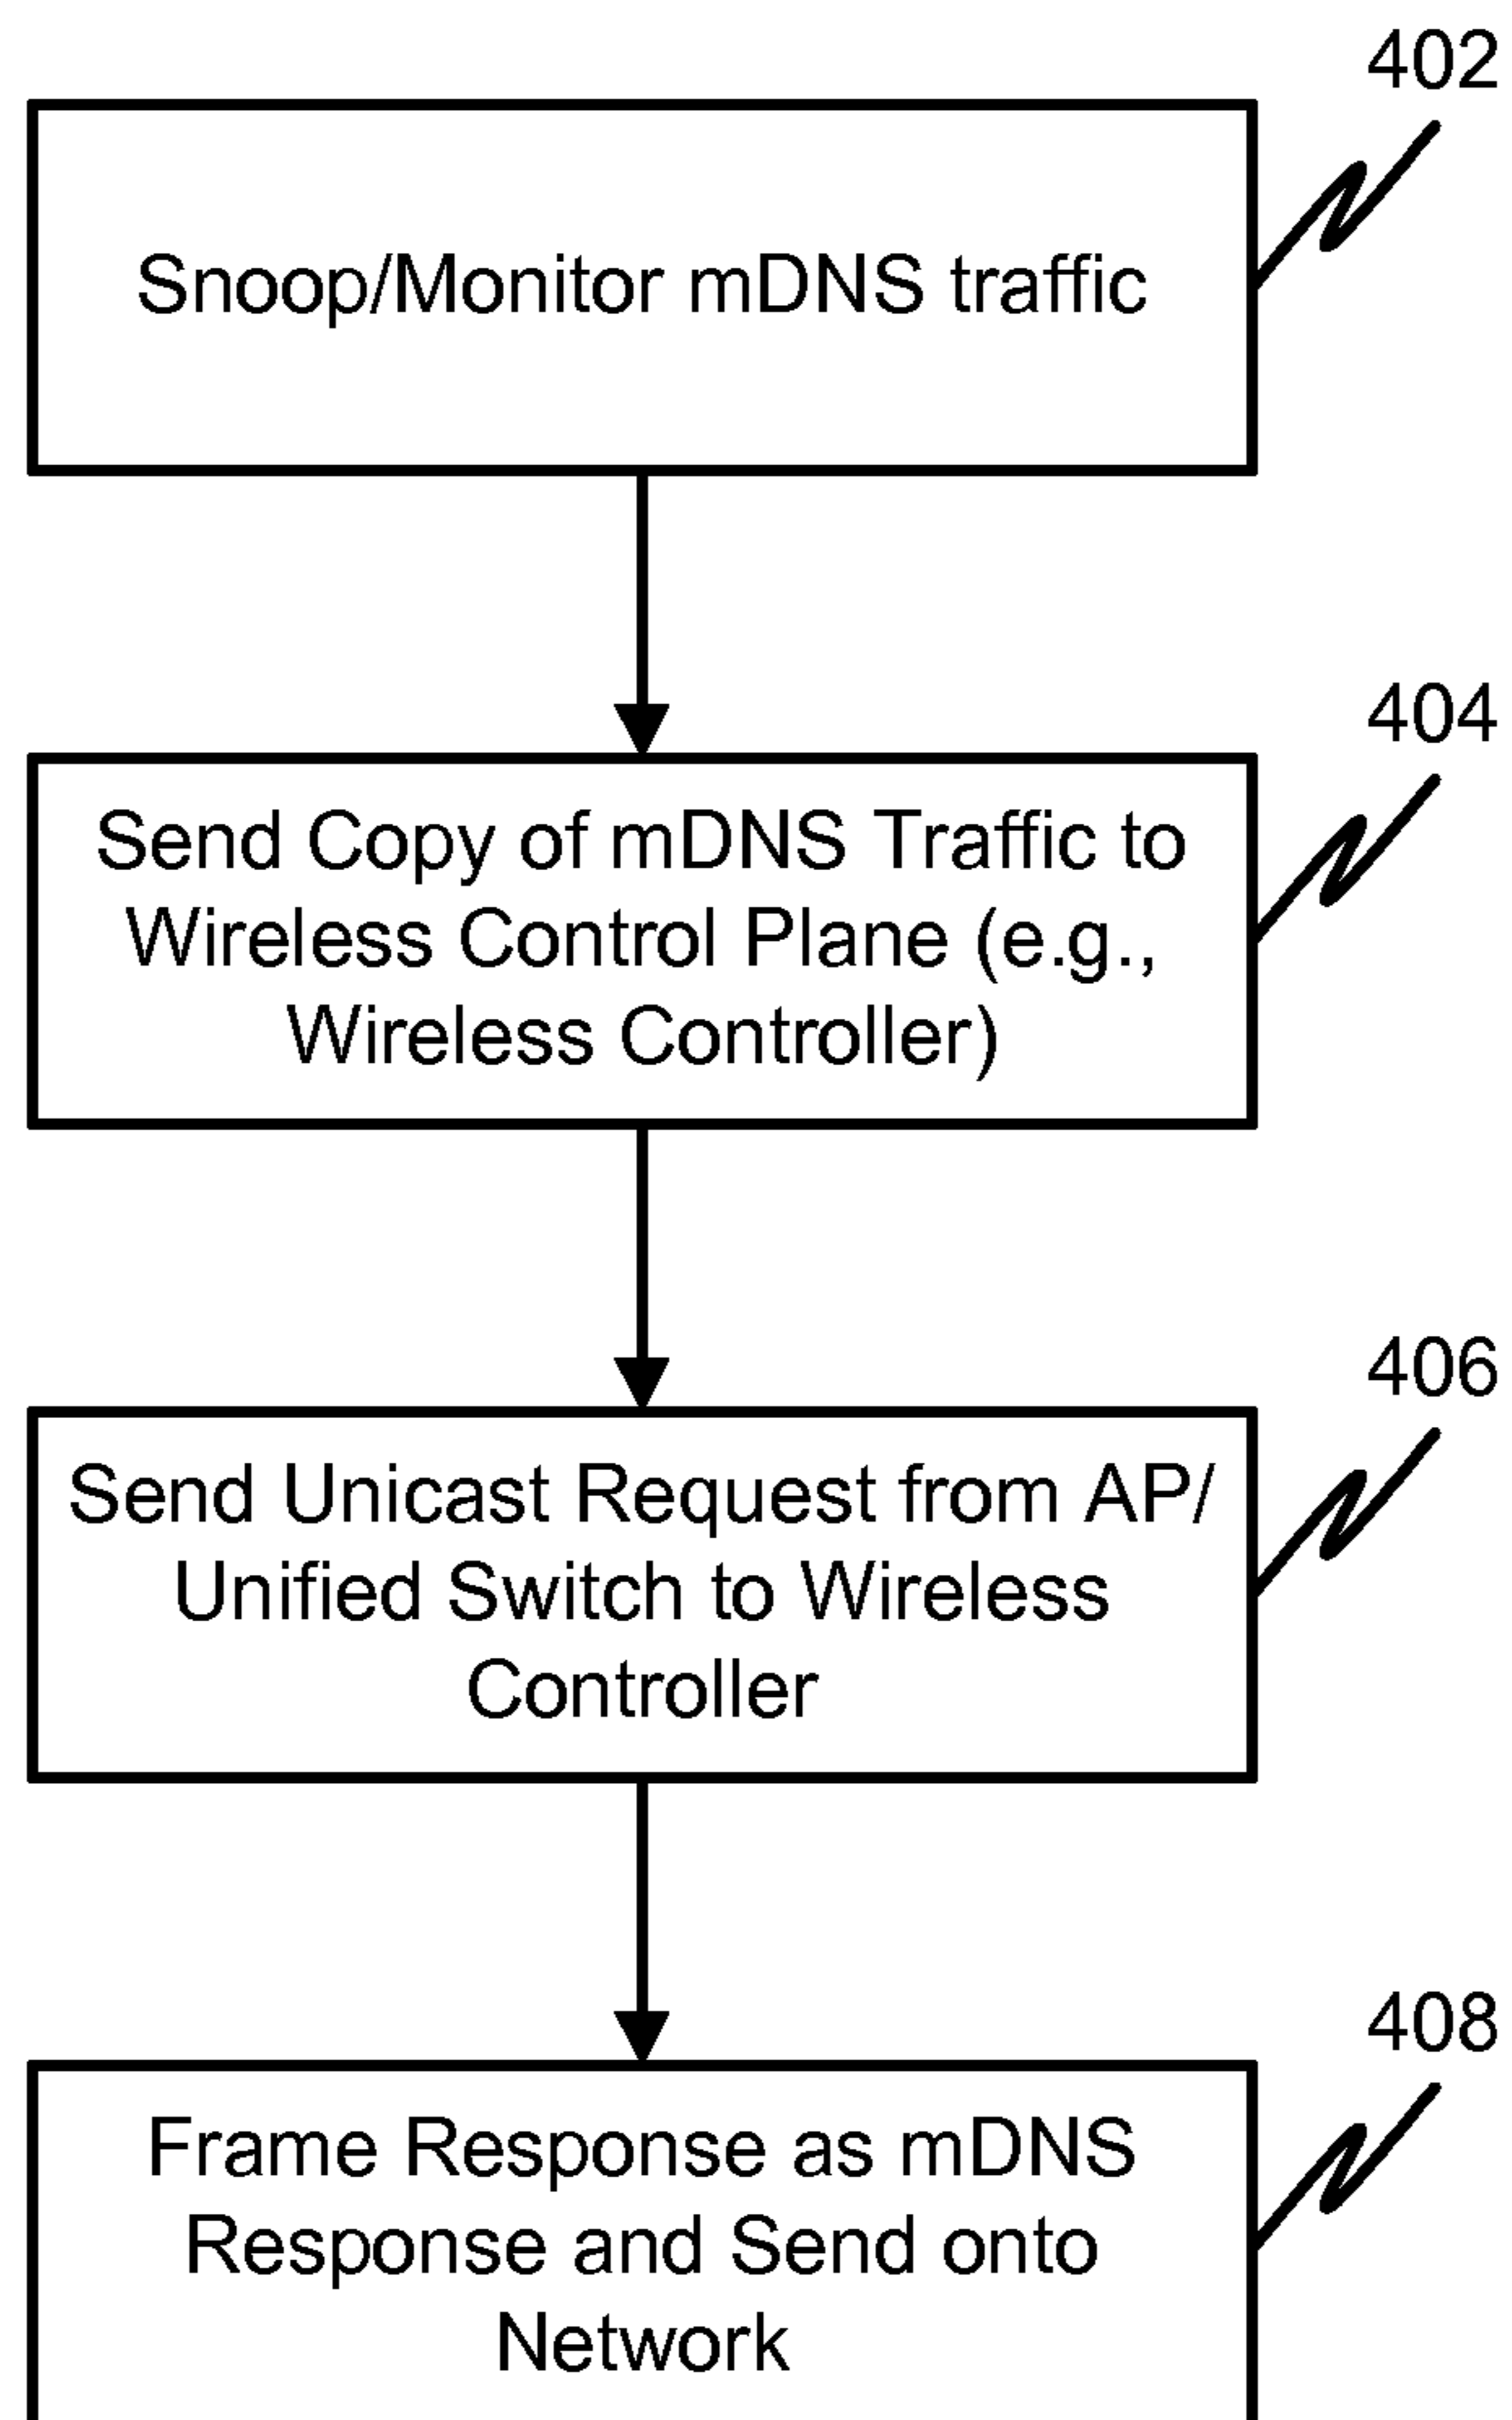 402
Snoop/Monitor mDNS traffic
404
Send Copy of mDNS Traffic to
Wireless Control Plane (e.g.,
Wireless Controller)
406
Send Unicast Request from AP/
Unified Switch to Wireless
Controller
408
Frame Response as mDNS
Response and Send onto
Network